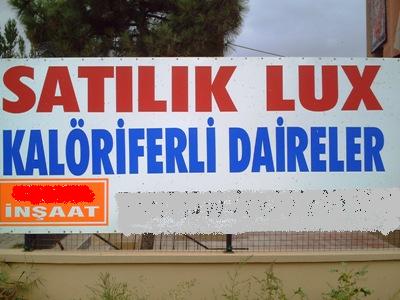 SATILIK LUX
KALÖRİFERLİ DAİRELER
İNŞAAT